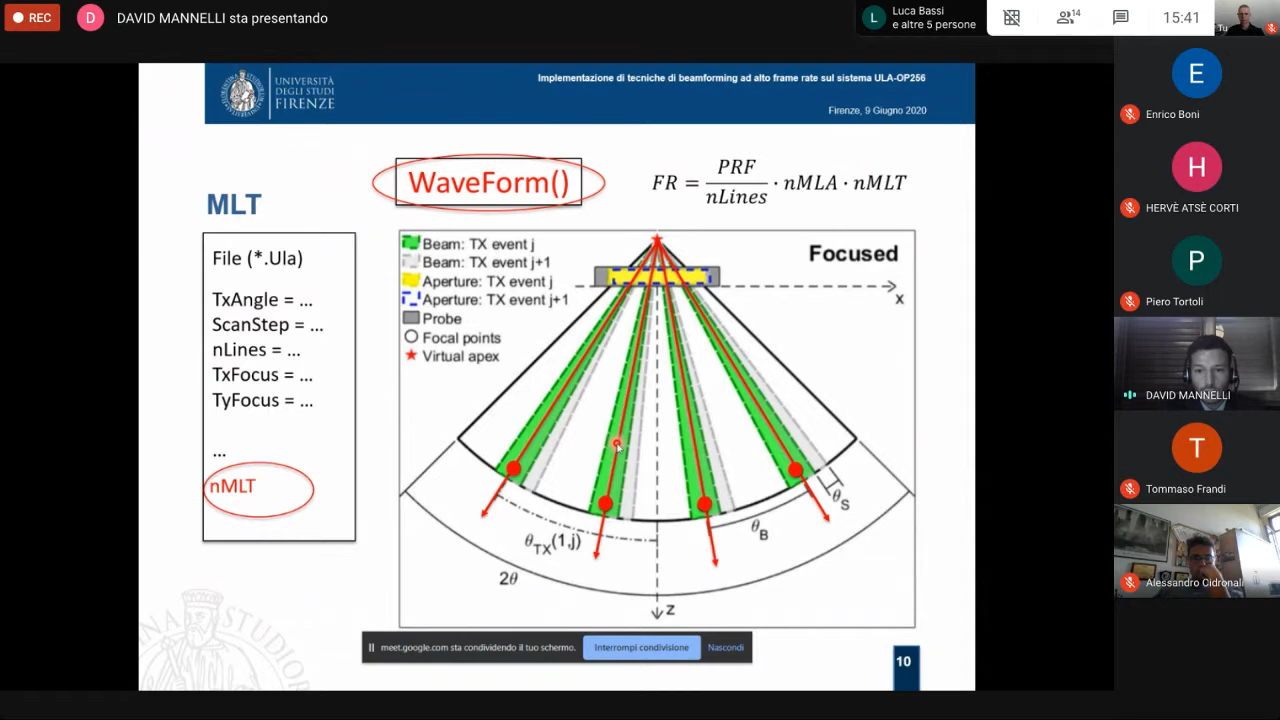 REC
D
DAVID MANNELLI sta presentando
L
Luca Bassi
e altre 5 persone
14
15:41
Tu
UNIVERSITÀ
DEGLI STUDI
FIRENZE
Implementazione di tecniche di beamforming ad alto frame rate sul sistema ULA-OP256
Firenze, 9 Giugno 2020
MLT
WaveForm()
FR = PRF / nLines · nMLA · nMLT
File (*.Ula)
TxAngle = ...
ScanStep = ...
nLines = ...
TxFocus = ...
TyFocus = ...
...
nMLT
Beam: TX event j
Beam: TX event j+1
Aperture: TX event j
Aperture: TX event j+1
Probe
Focal points
Virtual apex
Focused
x
θS
θB
θTX(1,j)
2θ
z
meet.google.com sta condividendo il tuo schermo.
Interrompi condivisione
Nascondi
10
E
Enrico Boni
H
HERVÈ ATSÈ CORTI
P
Piero Tortoli
DAVID MANNELLI
T
Tommaso Frandi
Alessandro Cidronali